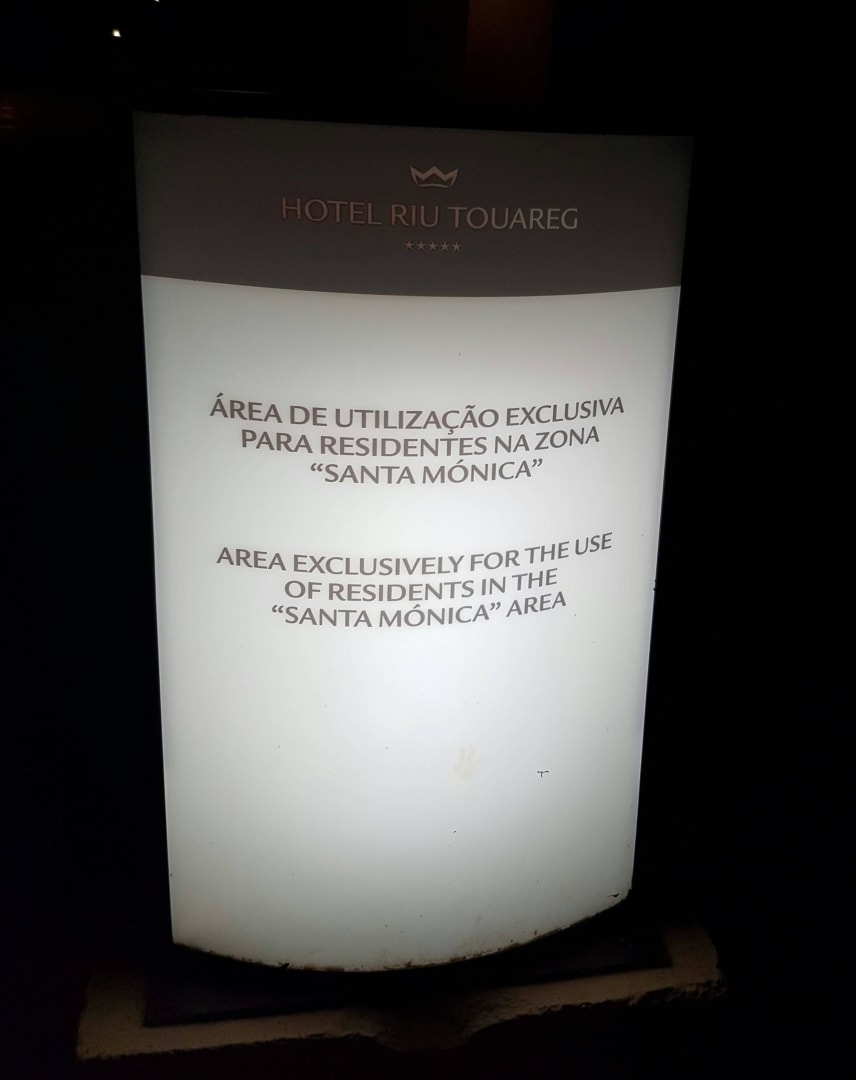 HOTEL RIU TOUAREG
★★★★★
ÁREA DE UTILIZAÇÃO EXCLUSIVA
PARA RESIDENTES NA ZONA
“SANTA MÓNICA”
AREA EXCLUSIVELY FOR THE USE
OF RESIDENTS IN THE
“SANTA MÓNICA” AREA